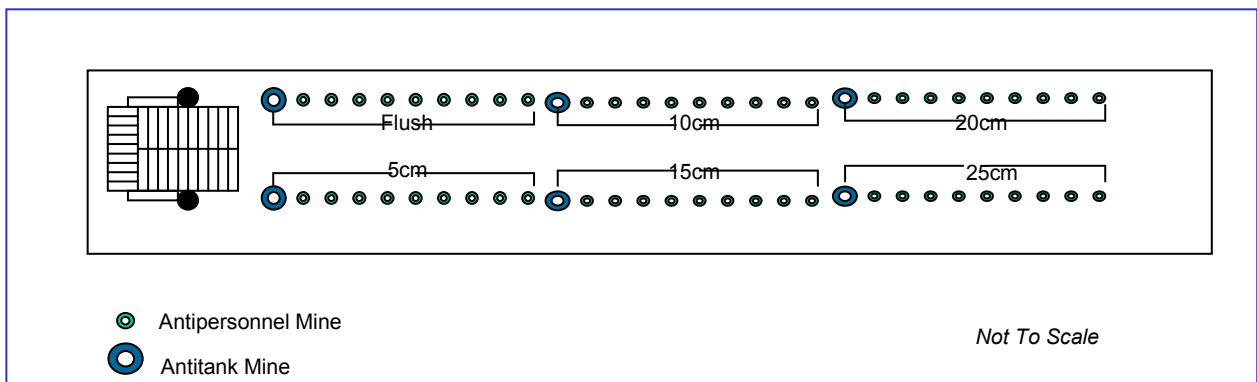 Flush
10cm
20cm
5cm
15cm
25cm
Antipersonnel Mine
Not To Scale
Antitank Mine